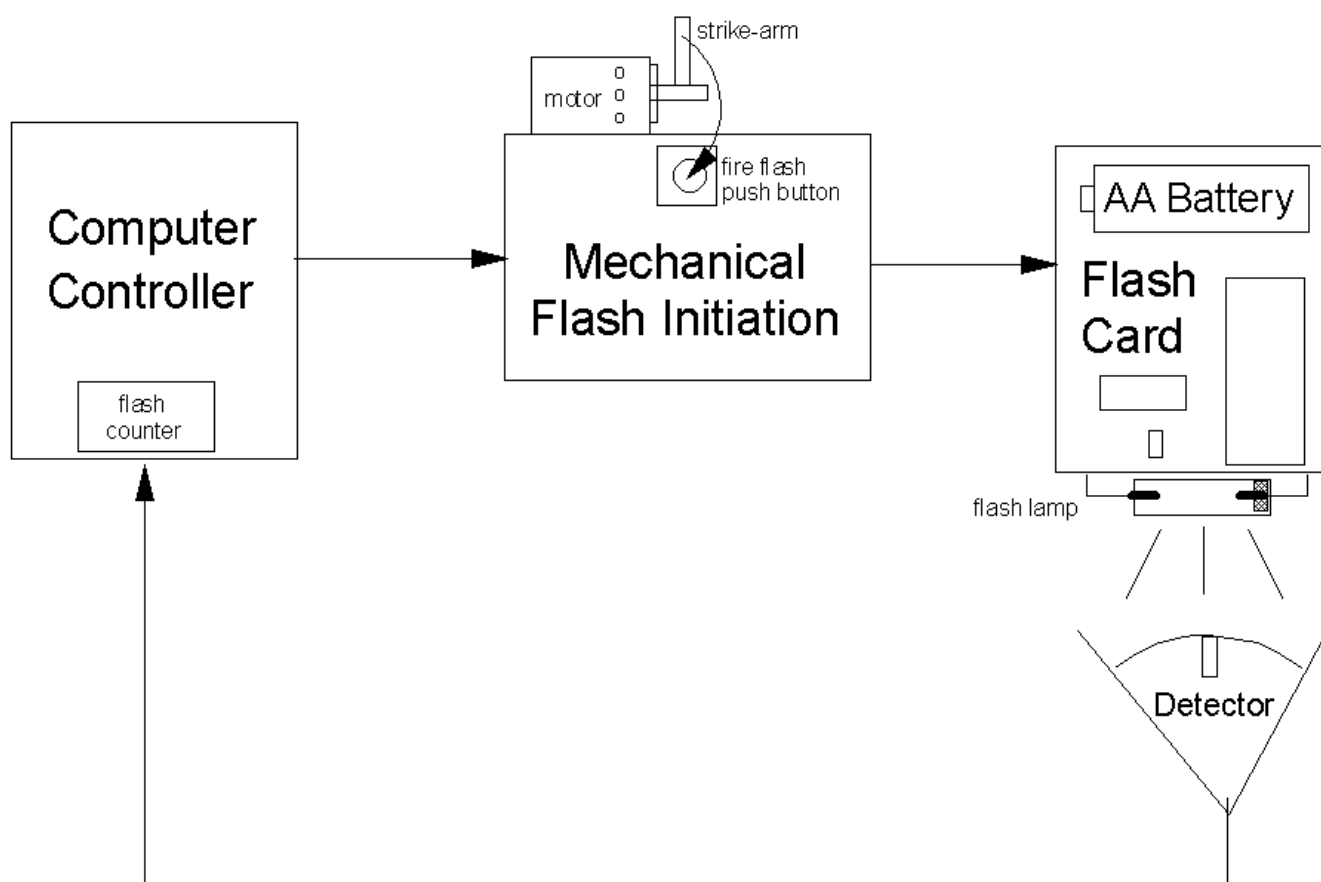 strike-arm
motor
fire flash
push button
Computer
Controller
Mechanical
Flash Initiation
AA Battery
Flash
Card
flash
counter
flash lamp
Detector